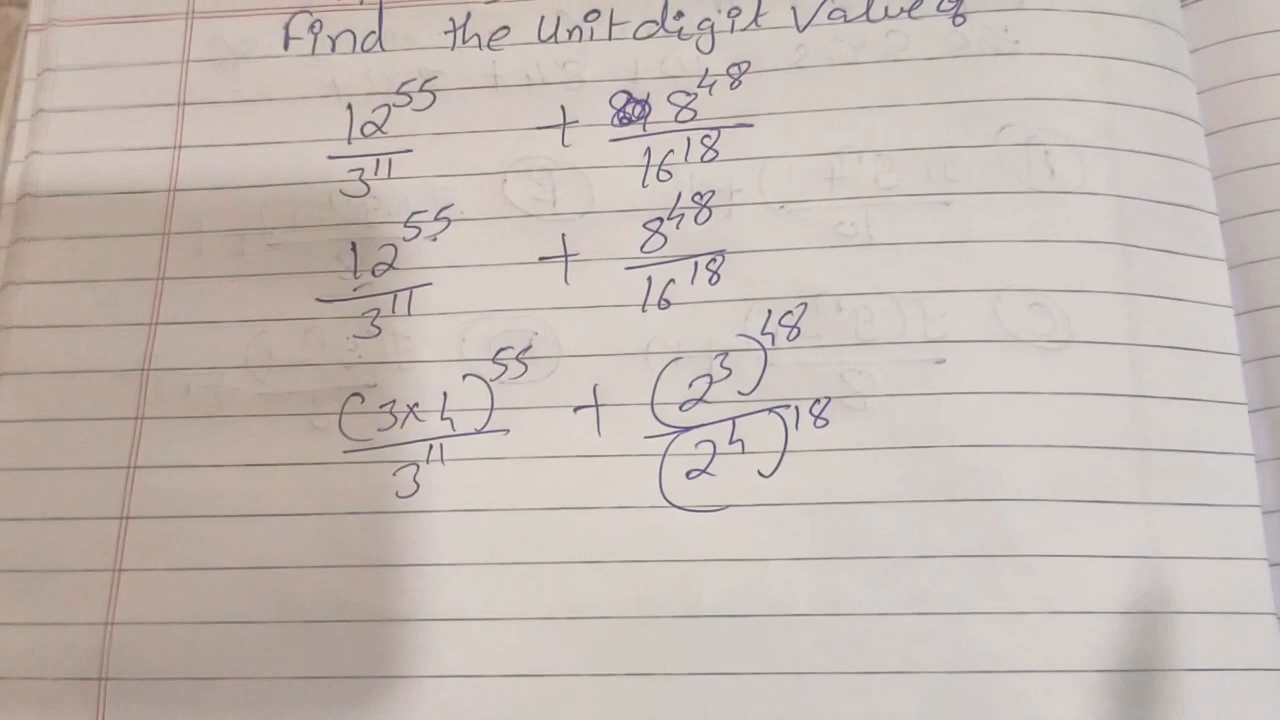 Find the Unit digit Value of
12^55 / 3^11 + 8^48 / 16^18
12^55 / 3^11 + 8^48 / 16^18
(3×4)^55 / 3^11 + (2^3)^48 / (2^4)^18